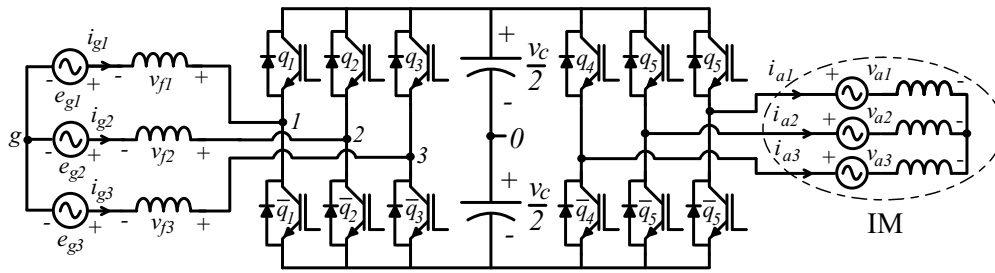 i_g1
e_g1
- + - v_f1 +
i_g2
g
e_g2
- + - v_f2 +
i_g3
e_g3
- + - v_f3 +
q_1 q_2 q_3
1
2
3
q̅_1 q̅_2 q̅_3
+ v_c/2 -
0
+ v_c/2 -
q_4 q_5 q_5
q̅_4 q̅_5 q̅_5
i_a1 + v_a1 -
i_a2 + v_a2 -
i_a3 + v_a3 -
IM